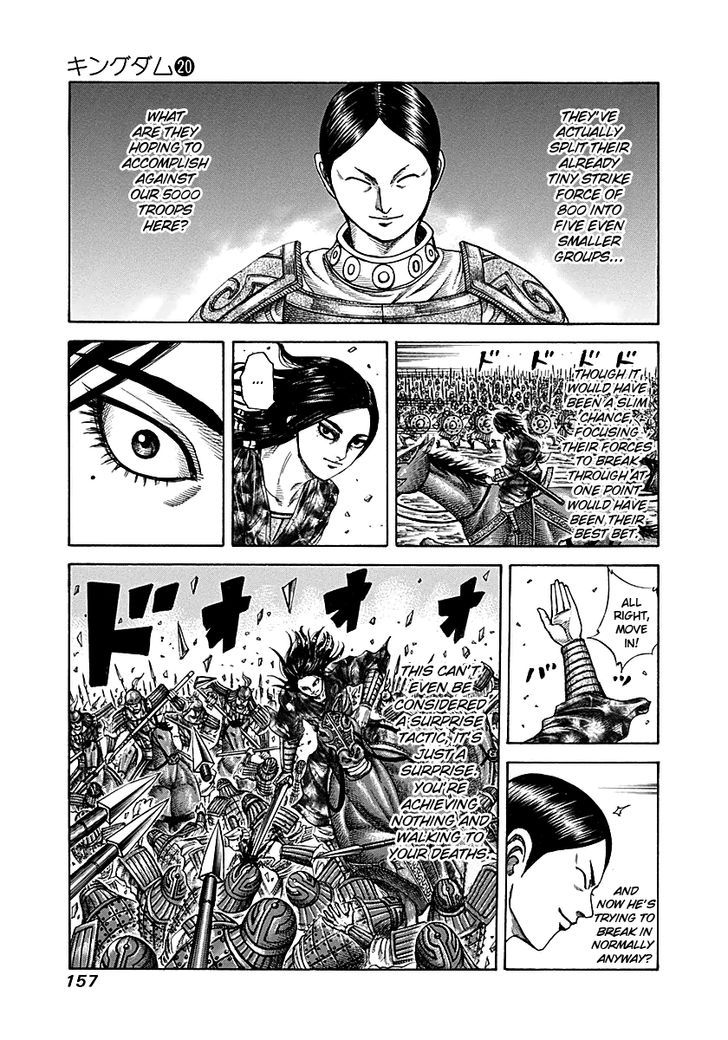 キングダム⑳
THEY'VE
ACTUALLY
SPLIT THEIR
ALREADY
TINY STRIKE
FORCE OF
800 INTO
FIVE EVEN
SMALLER
GROUPS...
WHAT
ARE THEY
HOPING TO
ACCOMPLISH
AGAINST
OUR 5000
TROOPS
HERE?
ドドドド
THOUGH IT
WOULD HAVE
BEEN A SLIM
CHANCE,
FOCUSING
THEIR FORCES
TO BREAK
THROUGH AT
ONE POINT
WOULD HAVE
BEEN THEIR
BEST BET.
...
ALL
RIGHT,
MOVE
IN!
AND
NOW HE'S
TRYING TO
BREAK IN
NORMALLY
ANYWAY?
ドオオオ
THIS CAN'T
EVEN BE
CONSIDERED
A SURPRISE
TACTIC, IT'S
JUST A
SURPRISE.
YOU'RE
ACHIEVING
NOTHING AND
WALKING TO
YOUR DEATHS.
157